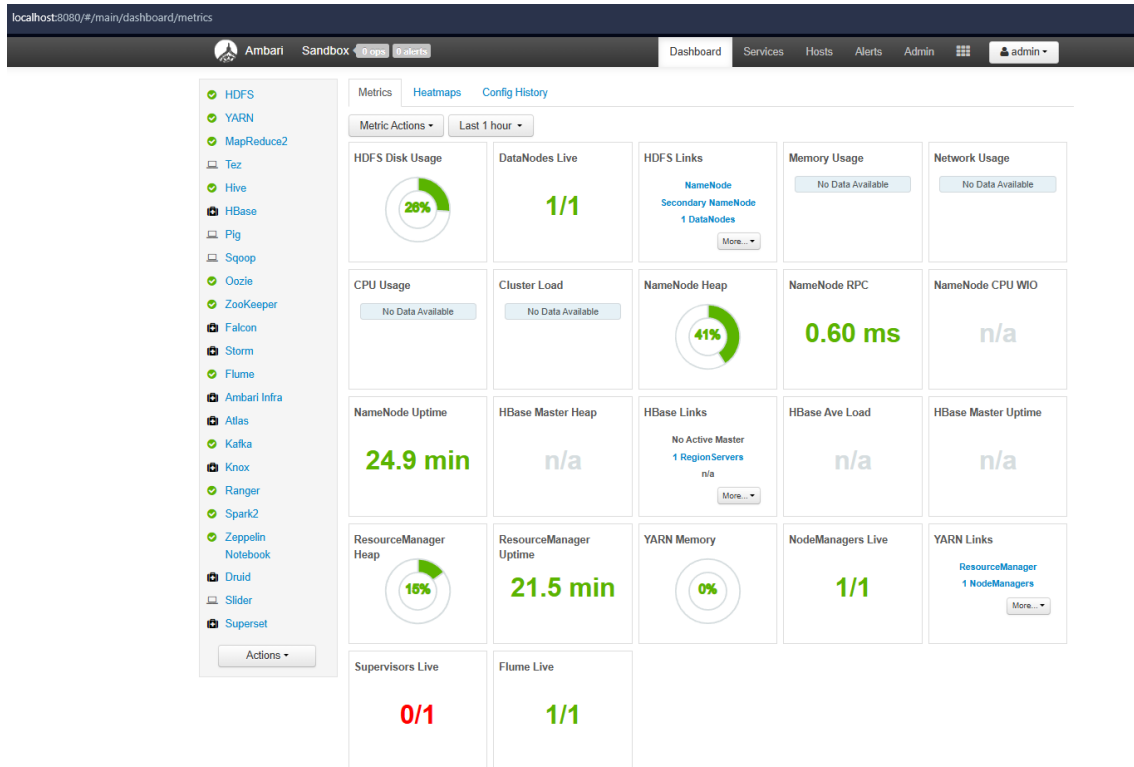 localhost:8080/#/main/dashboard/metrics
Ambari Sandbox 0 ops 0 alerts Dashboard Services Hosts Alerts Admin admin
HDFS
YARN
MapReduce2
Tez
Hive
HBase
Pig
Sqoop
Oozie
ZooKeeper
Falcon
Storm
Flume
Ambari Infra
Atlas
Kafka
Knox
Ranger
Spark2
Zeppelin
Notebook
Druid
Slider
Superset
Actions
Metrics Heatmaps Config History
Metric Actions Last 1 hour
HDFS Disk Usage
26%
DataNodes Live
1/1
HDFS Links
NameNode
Secondary NameNode
1 DataNodes
More...
Memory Usage
No Data Available
Network Usage
No Data Available
CPU Usage
No Data Available
Cluster Load
No Data Available
NameNode Heap
41%
NameNode RPC
0.60 ms
NameNode CPU WIO
n/a
NameNode Uptime
24.9 min
HBase Master Heap
n/a
HBase Links
No Active Master
1 RegionServers
n/a
More...
HBase Ave Load
n/a
HBase Master Uptime
n/a
ResourceManager
Heap
15%
ResourceManager
Uptime
21.5 min
YARN Memory
0%
NodeManagers Live
1/1
YARN Links
ResourceManager
1 NodeManagers
More...
Supervisors Live
0/1
Flume Live
1/1